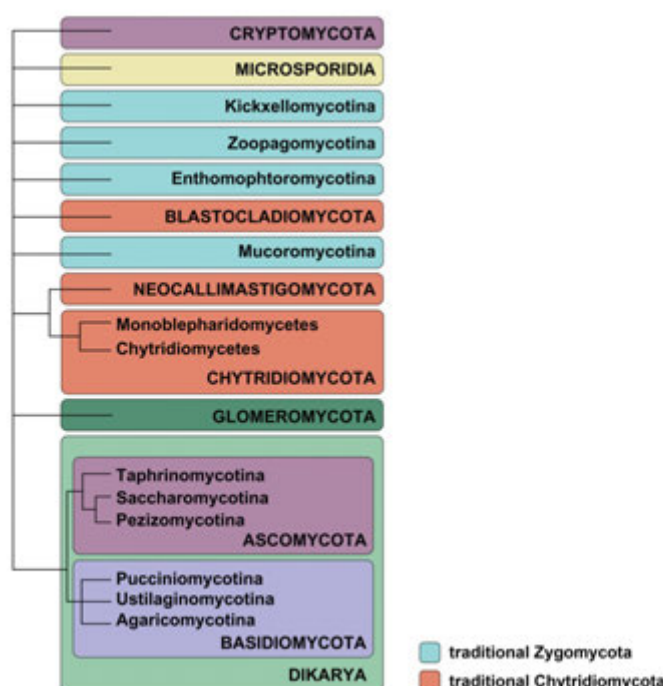 CRYPTOMYCOTA
MICROSPORIDIA
Kickxellomycotina
Zoopagomycotina
Enthomophtoromycotina
BLASTOCLADIOMYCOTA
Mucoromycotina
NEOCALLIMASTIGOMYCOTA
Monoblepharidomycetes
Chytridiomycetes
CHYTRIDIOMYCOTA
GLOMEROMYCOTA
Taphrinomycotina
Saccharomycotina
Pezizomycotina
ASCOMYCOTA
Pucciniomycotina
Ustilaginomycotina
Agaricomycotina
BASIDIOMYCOTA
DIKARYA
traditional Zygomycota
traditional Chytridiomycota